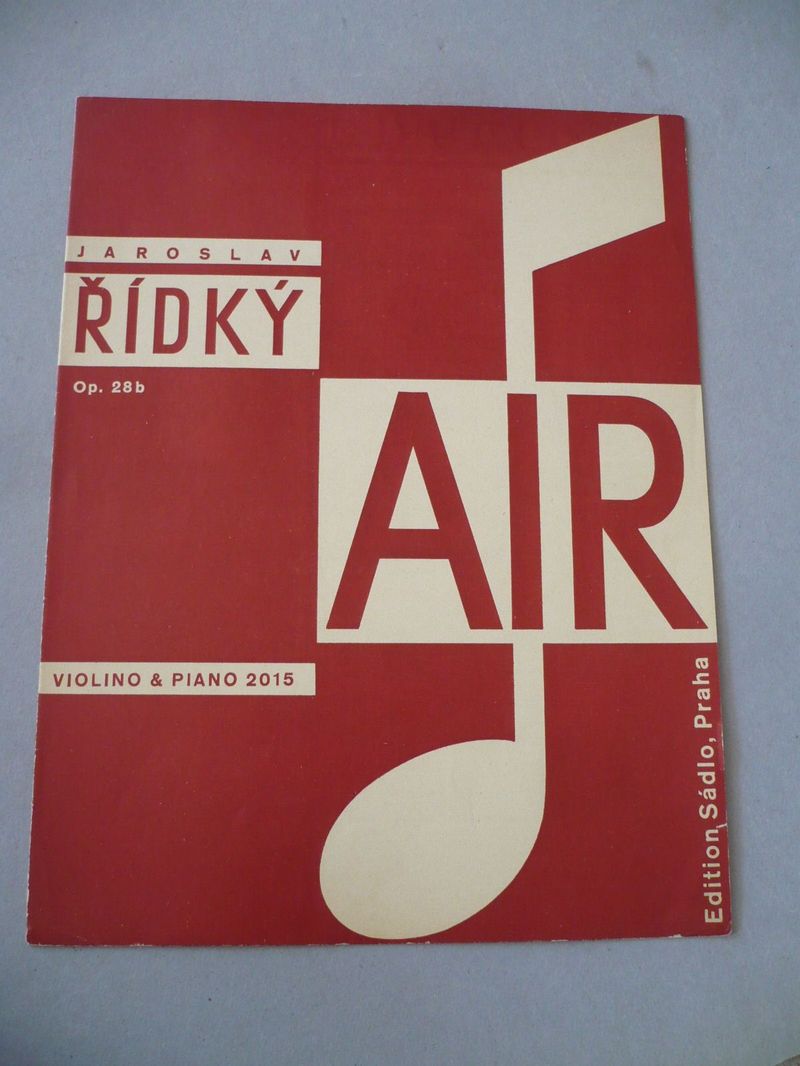 JAROSLAV
ŘÍDKÝ
Op. 28b
AIR
VIOLINO & PIANO 2015
Edition Sádlo, Praha